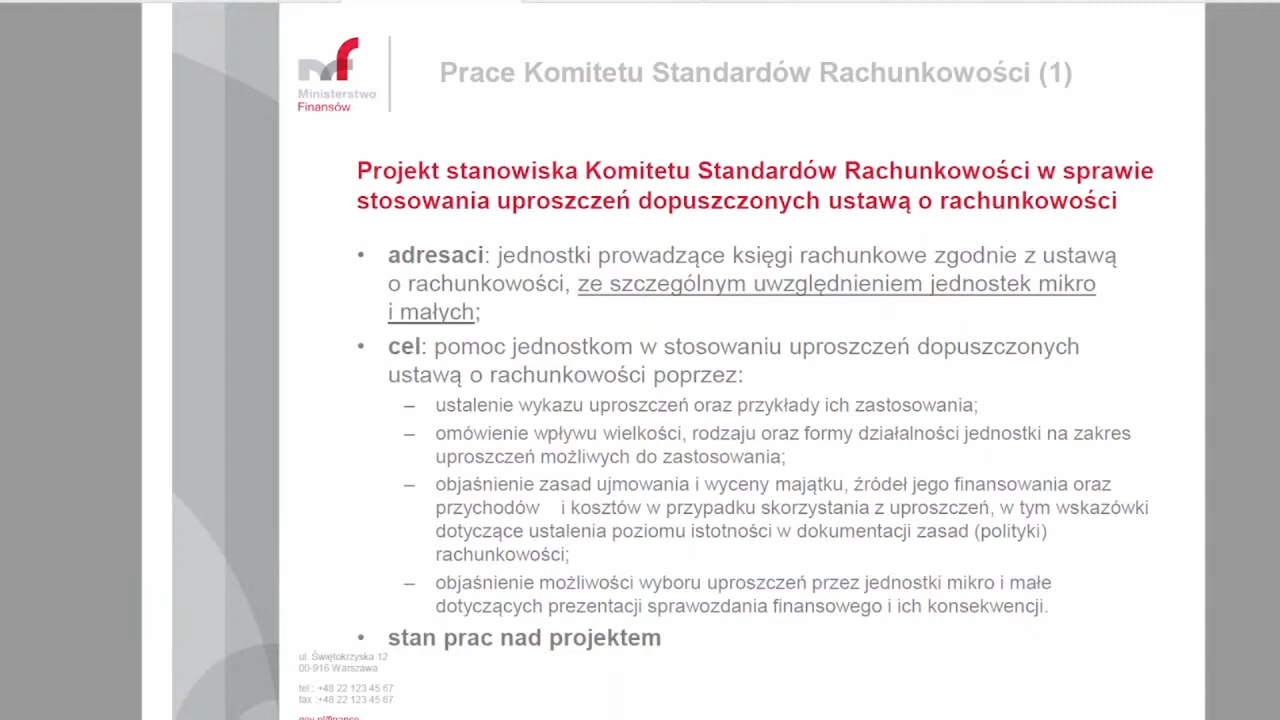 Ministerstwo
Finansów
Prace Komitetu Standardów Rachunkowości (1)
Projekt stanowiska Komitetu Standardów Rachunkowości w sprawie
stosowania uproszczeń dopuszczonych ustawą o rachunkowości
• adresaci: jednostki prowadzące księgi rachunkowe zgodnie z ustawą
o rachunkowości, ze szczególnym uwzględnieniem jednostek mikro
i małych;
• cel: pomoc jednostkom w stosowaniu uproszczeń dopuszczonych
ustawą o rachunkowości poprzez:
– ustalenie wykazu uproszczeń oraz przykłady ich zastosowania;
– omówienie wpływu wielkości, rodzaju oraz formy działalności jednostki na zakres
uproszczeń możliwych do zastosowania;
– objaśnienie zasad ujmowania i wyceny majątku, źródeł jego finansowania oraz
przychodów i kosztów w przypadku skorzystania z uproszczeń, w tym wskazówki
dotyczące ustalenia poziomu istotności w dokumentacji zasad (polityki)
rachunkowości;
– objaśnienie możliwości wyboru uproszczeń przez jednostki mikro i małe
dotyczących prezentacji sprawozdania finansowego i ich konsekwencji.
• stan prac nad projektem
ul. Świętokrzyska 12
00-916 Warszawa
tel.: +48 22 123 45 67
fax :+48 22 123 45 67
gov.pl/finanse